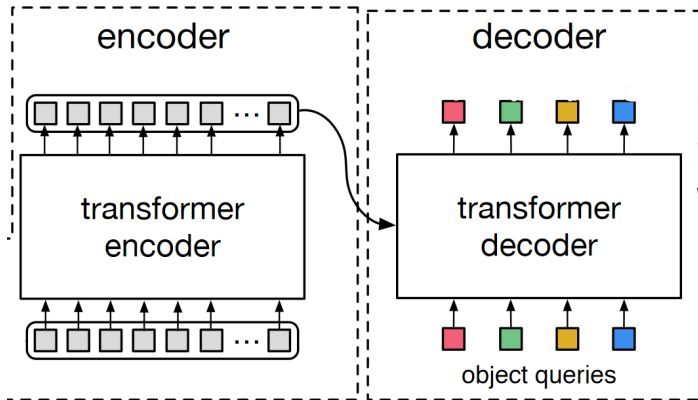 encoder
decoder
...
transformer
encoder
transformer
decoder
...
object queries